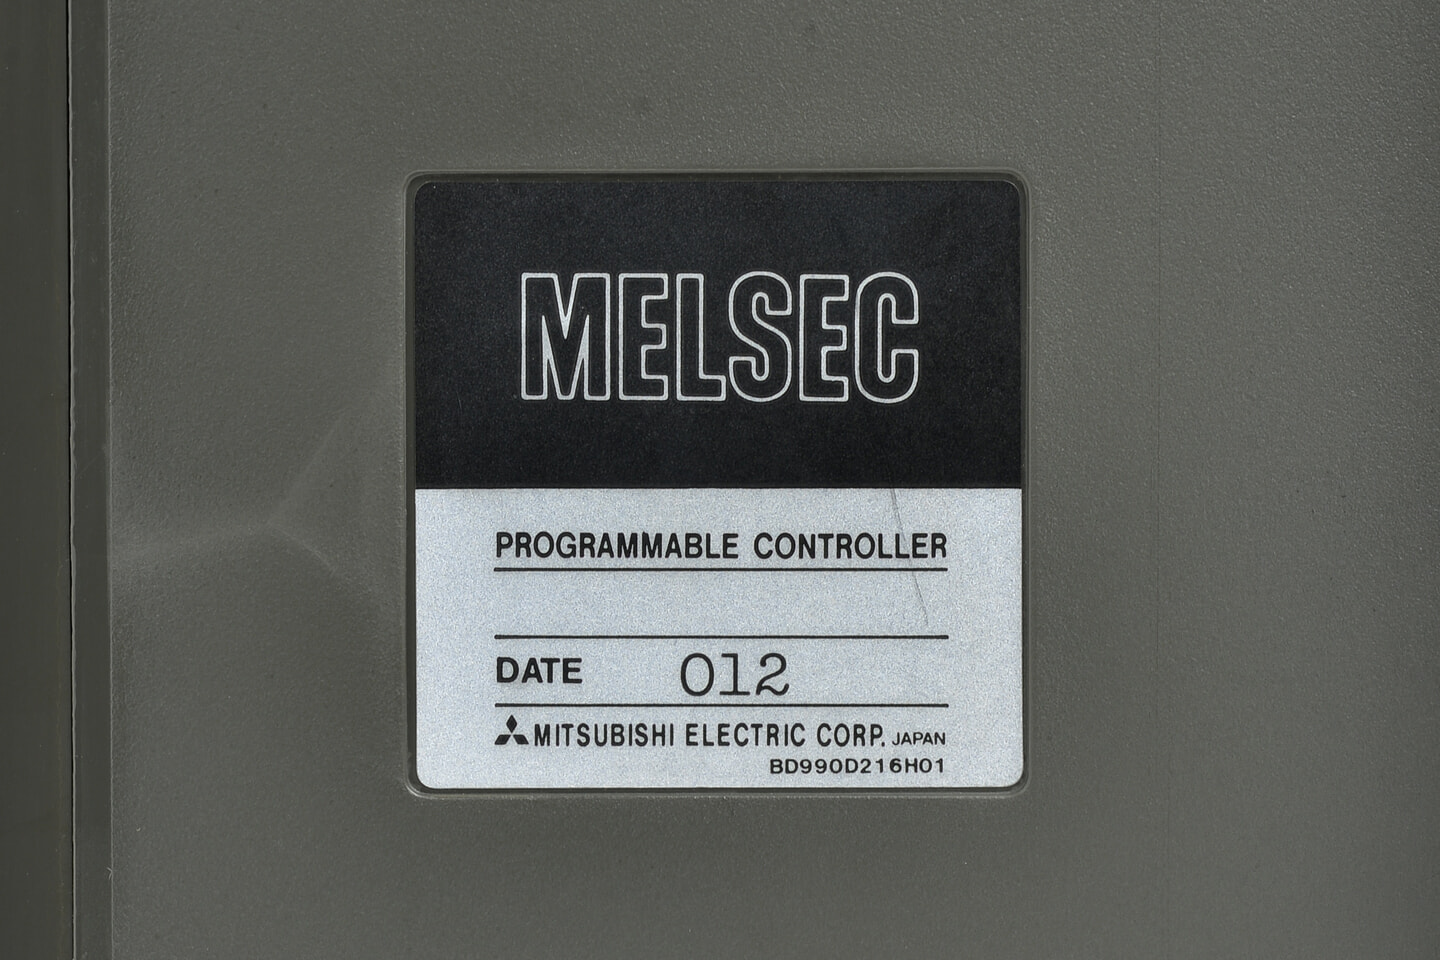 MELSEC
PROGRAMMABLE CONTROLLER
DATE 012
MITSUBISHI ELECTRIC CORP. JAPAN
BD990D216H01